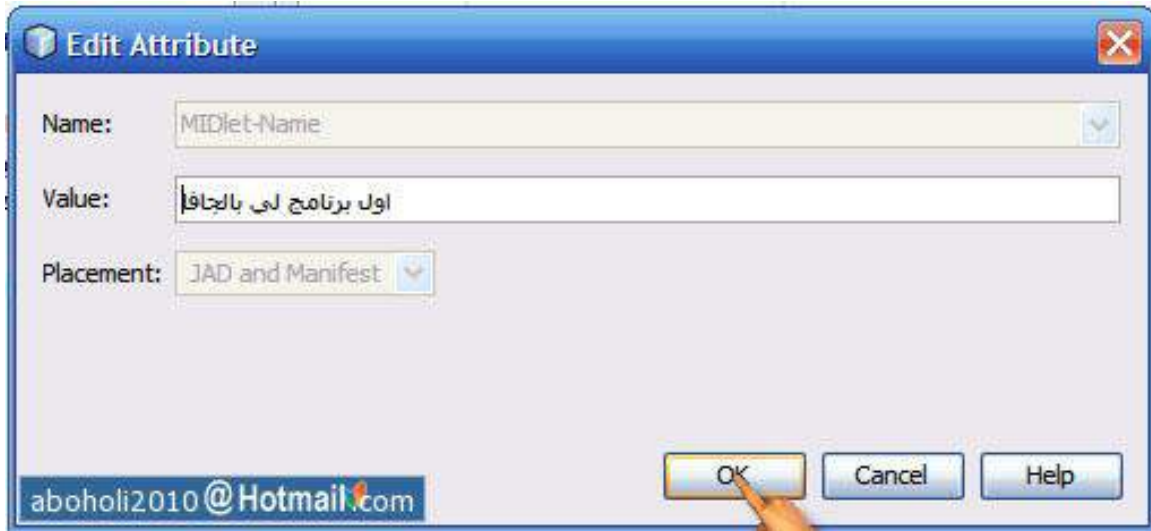 Edit Attribute
Name: MIDlet-Name
Value: اول برنامج لى بالجافا
Placement: JAD and Manifest
OK Cancel Help
aboholi2010@Hotmail.com